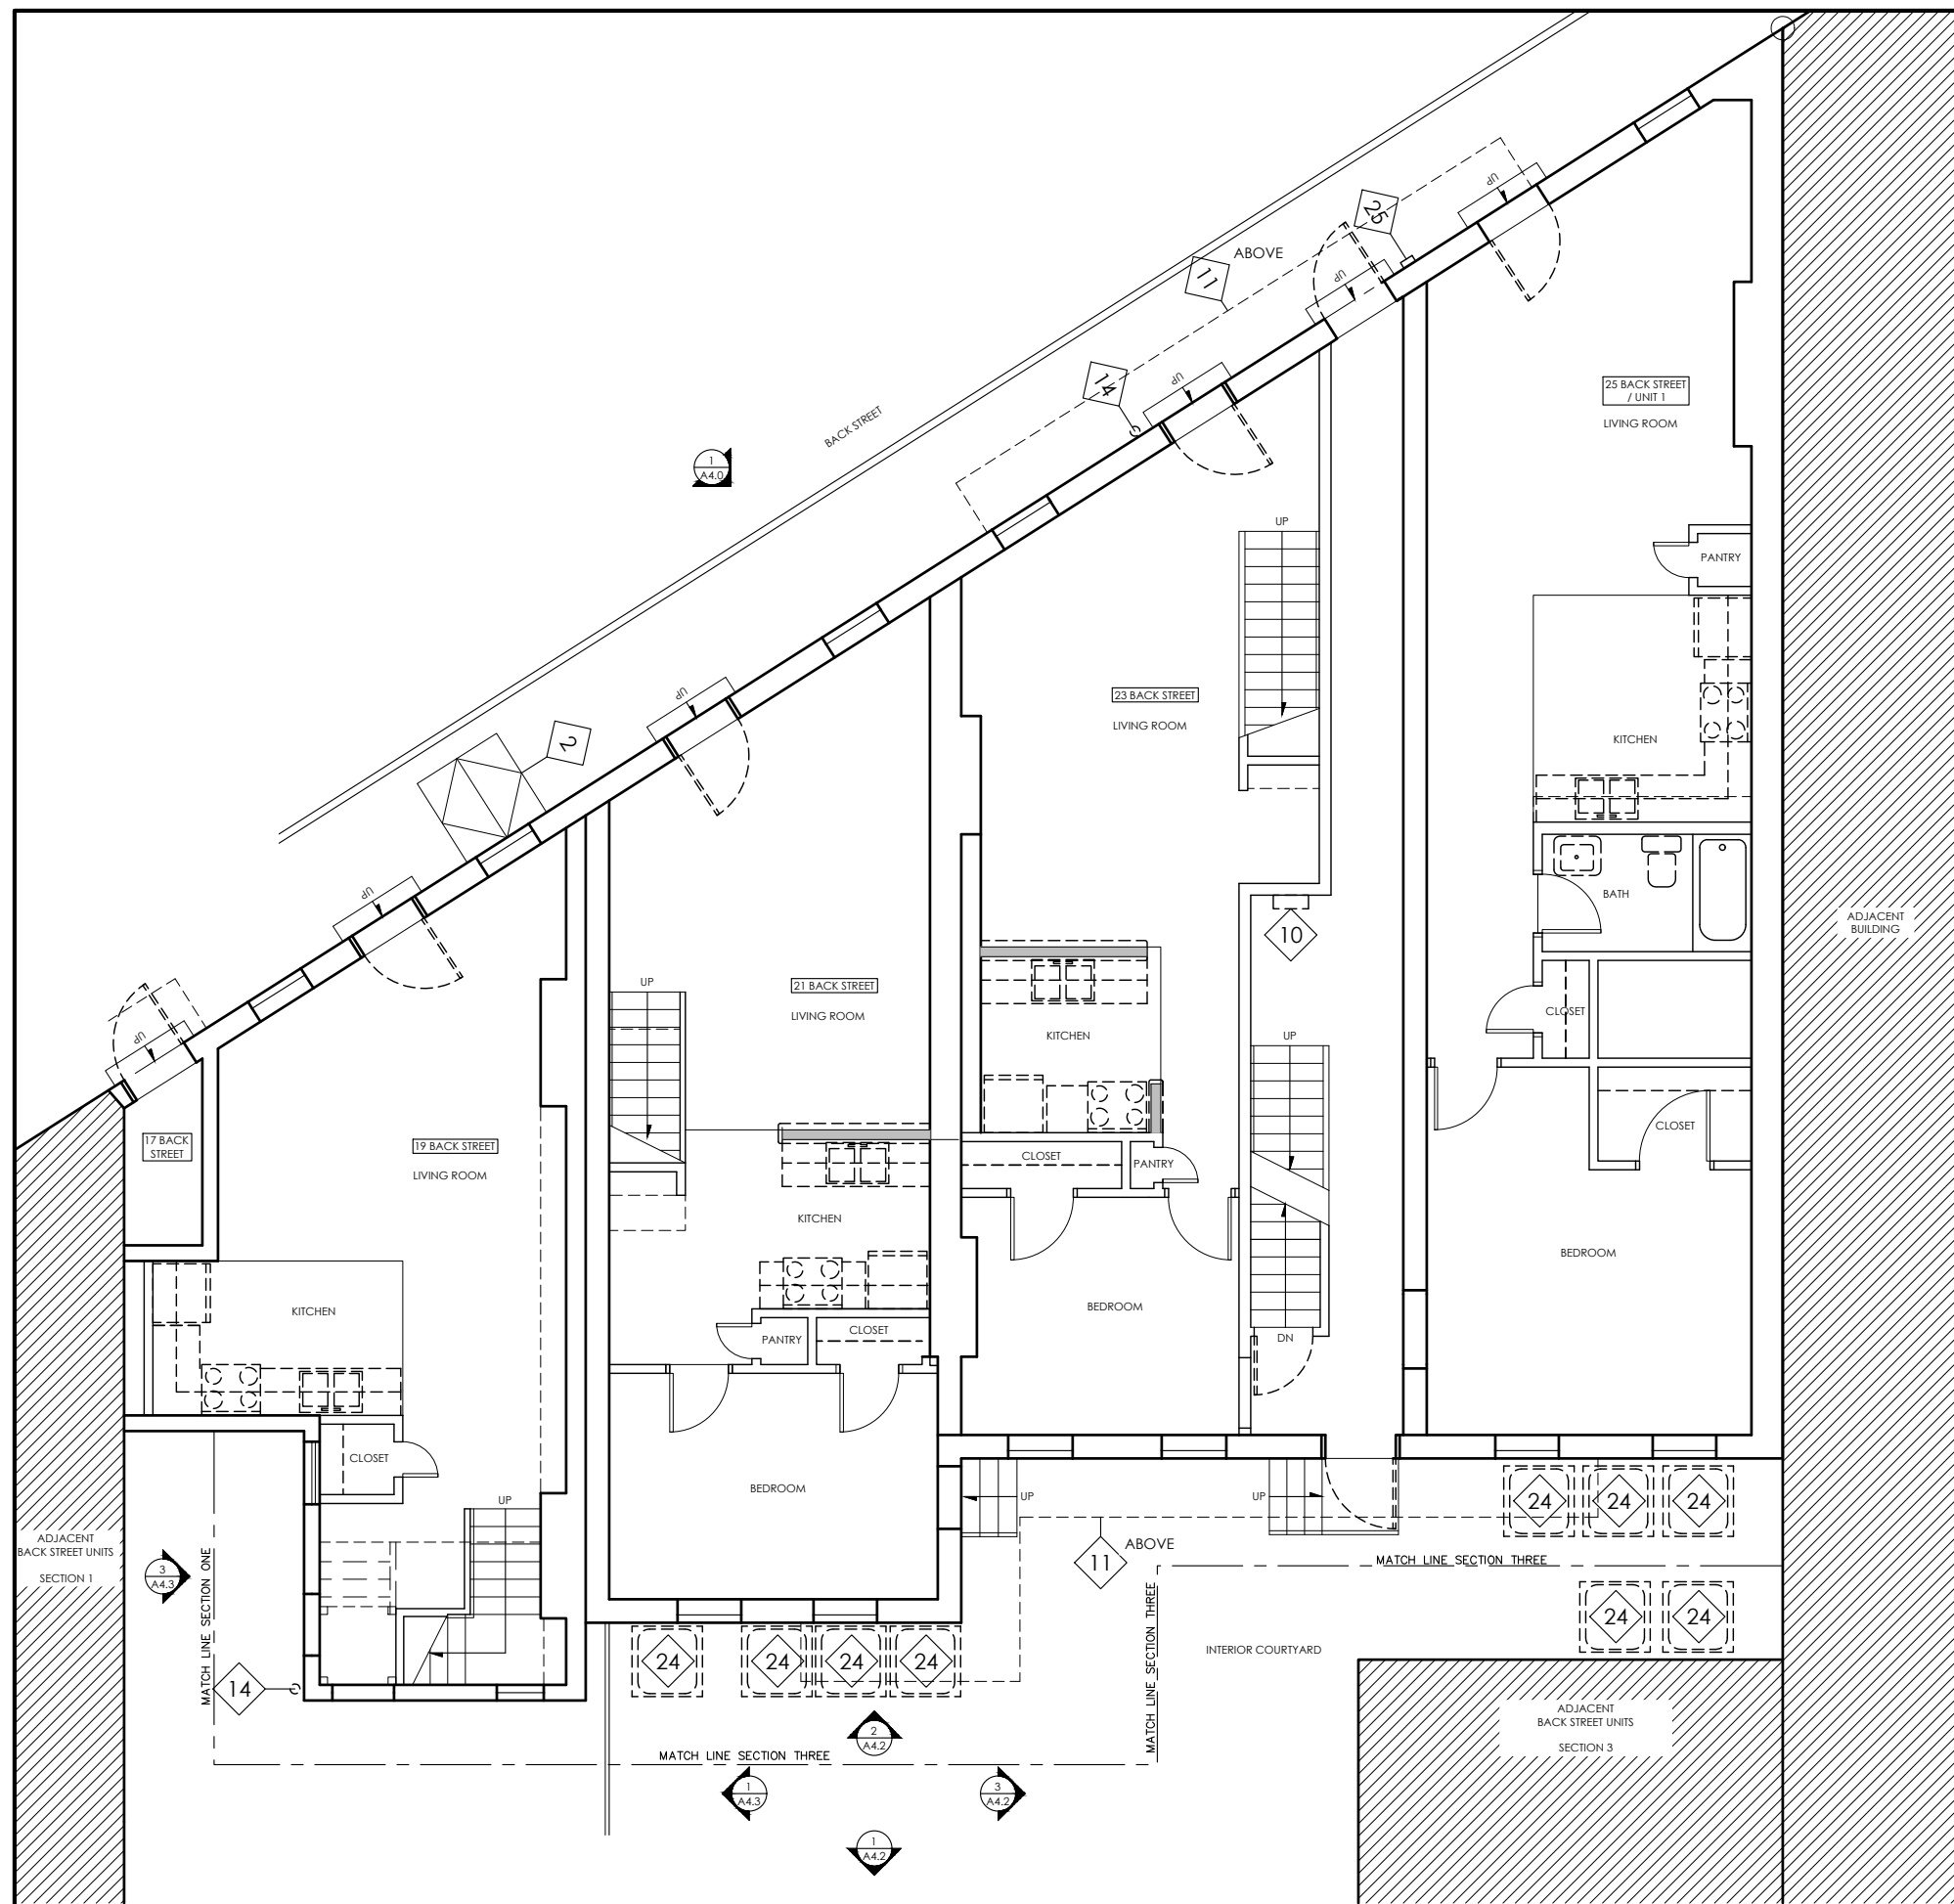 UP
25
ABOVE
11
UP
25 BACK STREET
/ UNIT 1
LIVING ROOM
14
UP
BACK STREET
1
A4.0
UP
PANTRY
23 BACK STREET
LIVING ROOM
UP
2
KITCHEN
UP
BATH
ADJACENT
BUILDING
10
UP
21 BACK STREET
LIVING ROOM
CLOSET
UP
KITCHEN
UP
17 BACK
STREET
19 BACK STREET
LIVING ROOM
CLOSET
PANTRY
CLOSET
KITCHEN
BEDROOM
KITCHEN
BEDROOM
PANTRY
CLOSET
DN
CLOSET
BEDROOM
UP
UP
UP
24
24
24
ADJACENT
BACK STREET UNITS
SECTION 1
3
A4.3
MATCH LINE SECTION ONE
11
ABOVE
MATCH LINE SECTION THREE
MATCH LINE SECTION THREE
24
24
INTERIOR COURTYARD
24
24
24
24
14
ADJACENT
BACK STREET UNITS
SECTION 3
2
A4.2
MATCH LINE SECTION THREE
1
A4.3
3
A4.2
1
A4.2